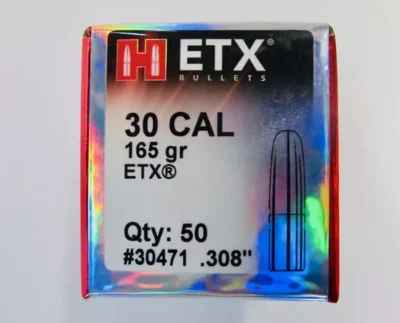 H ETX®
BULLETS
30 CAL
165 gr
ETX®
Qty: 50
#30471 .308"